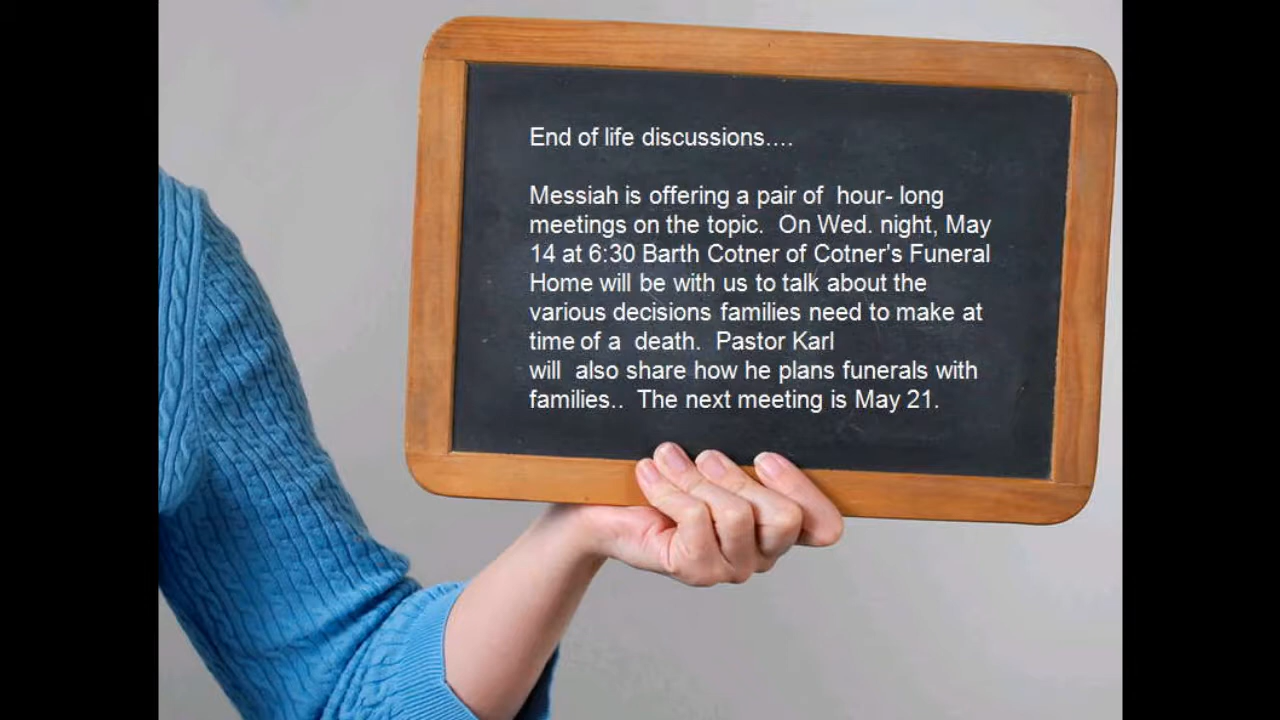 End of life discussions....
Messiah is offering a pair of  hour- long
meetings on the topic.  On Wed. night, May
14 at 6:30 Barth Cotner of Cotner's Funeral
Home will be with us to talk about the
various decisions families need to make at
time of a  death.  Pastor Karl
will  also share how he plans funerals with
families..  The next meeting is May 21.